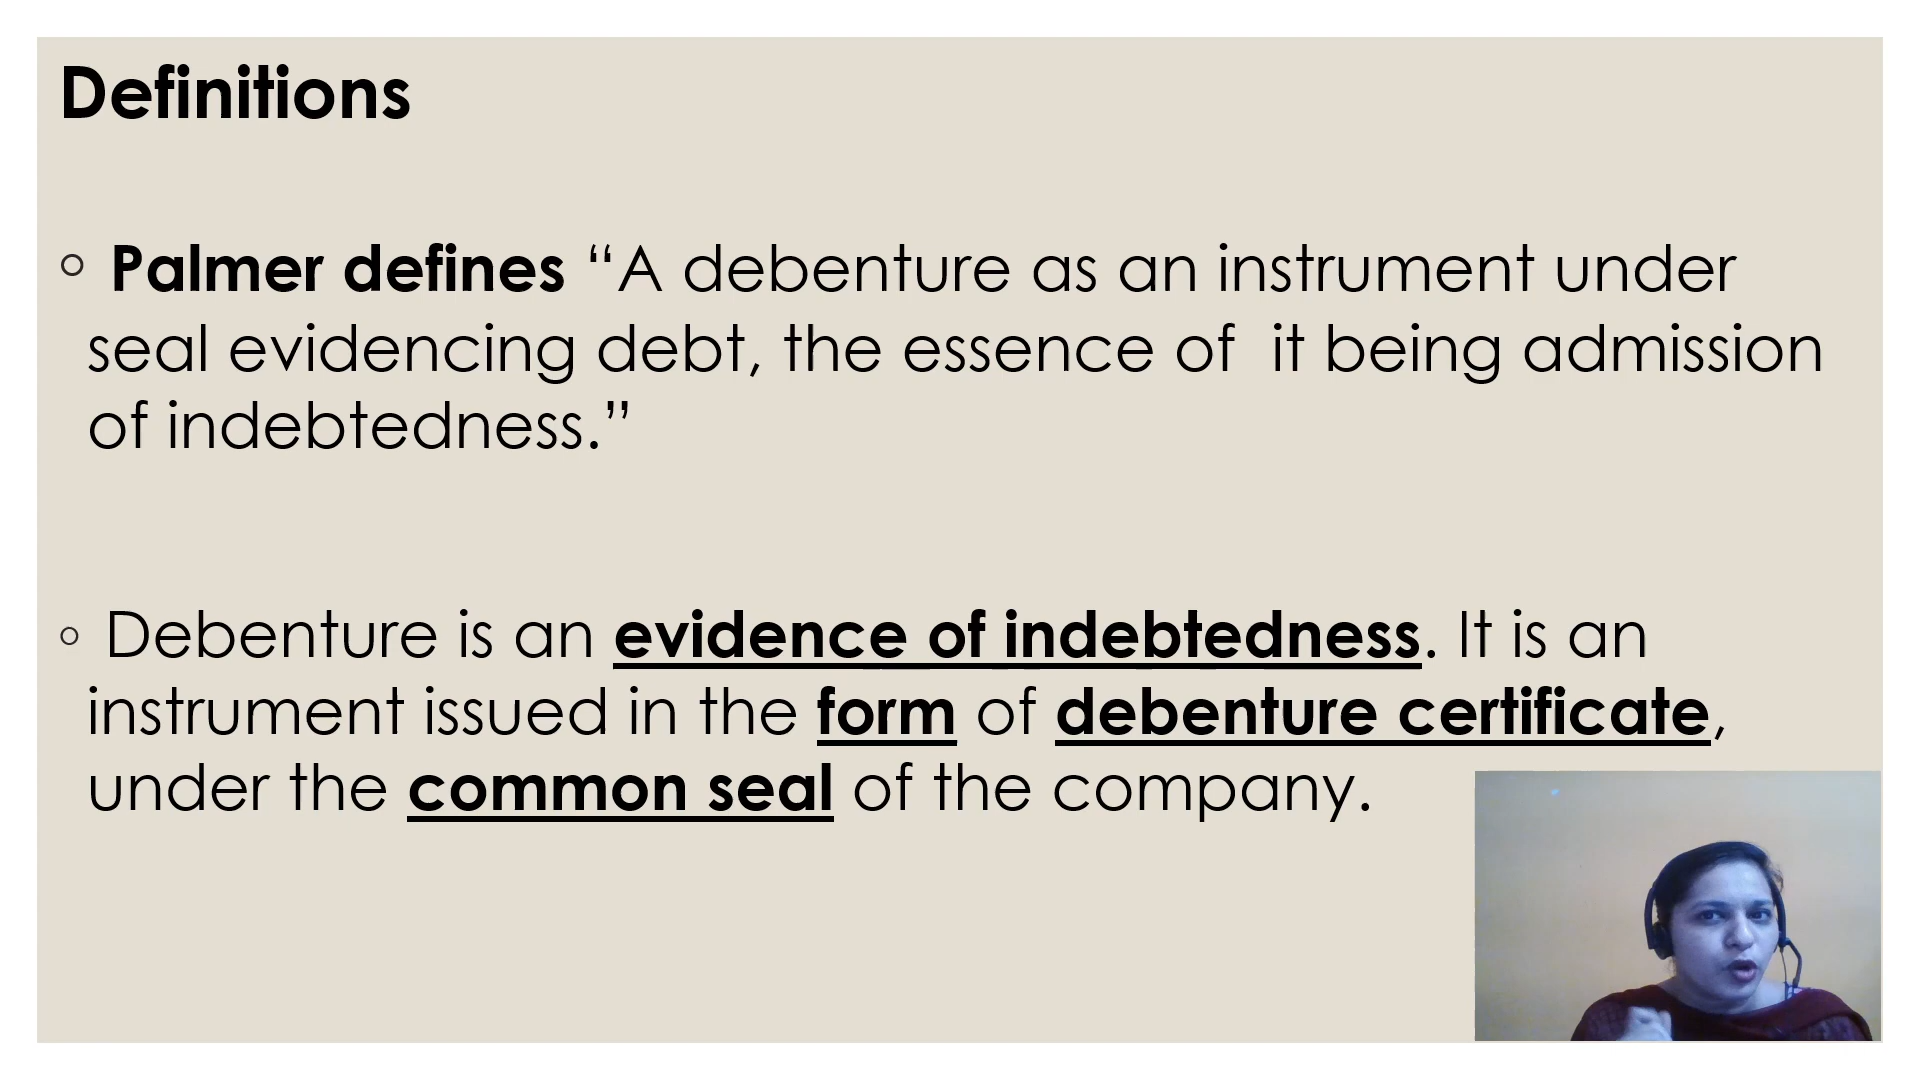 Definitions
◦ Palmer defines “A debenture as an instrument under
seal evidencing debt, the essence of  it being admission
of indebtedness.”
◦ Debenture is an evidence of indebtedness. It is an
instrument issued in the form of debenture certificate,
under the common seal of the company.